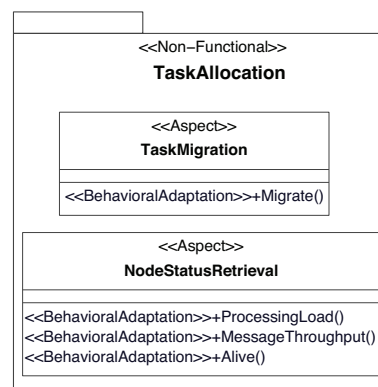 <<Non-Functional>>
TaskAllocation
<<Aspect>>
TaskMigration
<<BehavioralAdaptation>>+Migrate()
<<Aspect>>
NodeStatusRetrieval
<<BehavioralAdaptation>>+ProcessingLoad()
<<BehavioralAdaptation>>+MessageThroughput()
<<BehavioralAdaptation>>+Alive()